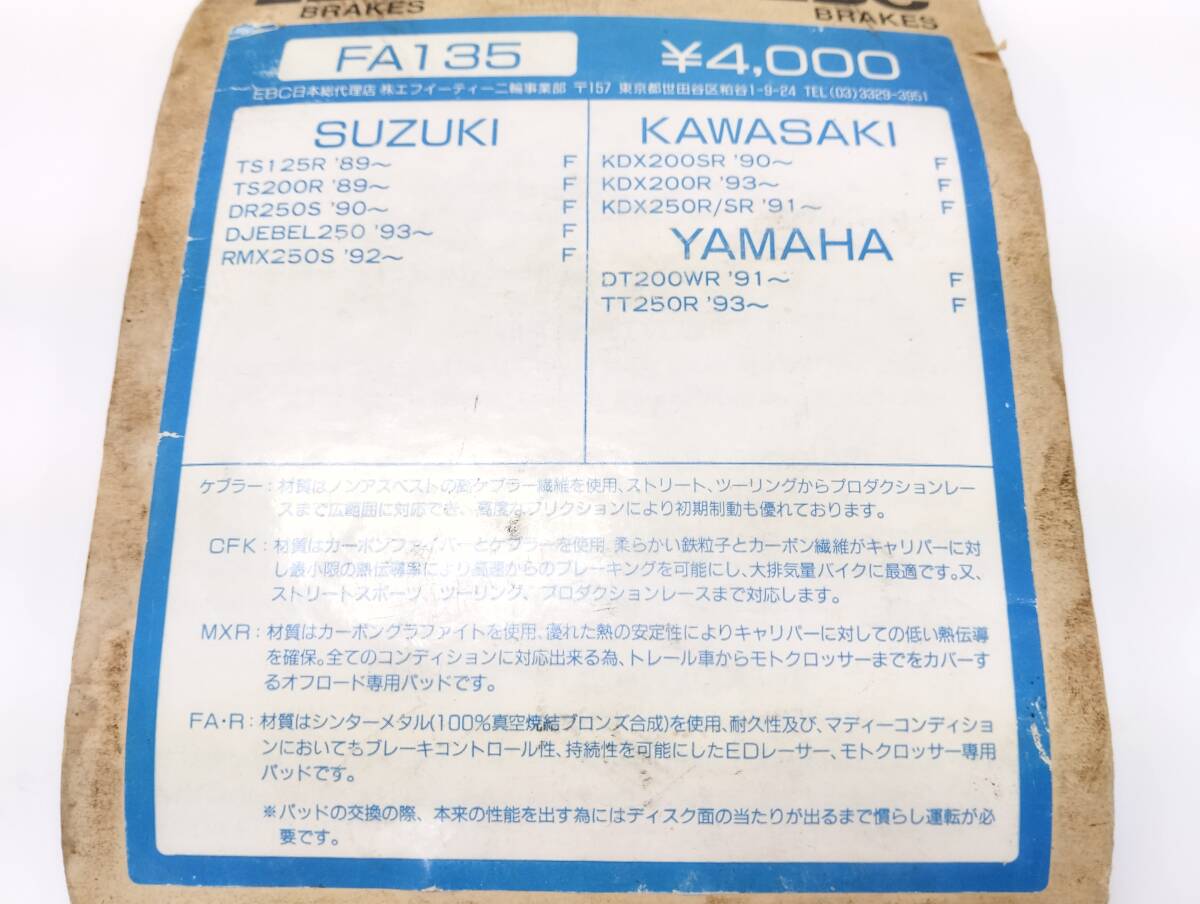 BRAKES
BRAKES
FA135
¥4,000
EBC日本総代理店 株エフイーティー二輪事業部 〒157 東京都世田谷区粕谷1-9-24 TEL(03)3329-3951
SUZUKI
TS125R '89〜 F
TS200R '89〜 F
DR250S '90〜 F
DJEBEL250 '93〜 F
RMX250S '92〜 F
KAWASAKI
KDX200SR '90〜 F
KDX200R '93〜 F
KDX250R/SR '91〜 F
YAMAHA
DT200WR '91〜 F
TT250R '93〜 F
ケブラー：材質はノンアスベストの高ケブラー繊維を使用、ストリート、ツーリングからプロダクションレー
スまで広範囲に対応でき、高度なフリクションにより初期制動も優れております。
CFK：材質はカーボンファイバーとケブラーを使用、柔らかい鉄粒子とカーボン繊維がキャリパーに対
し最小限の熱伝導率により高速からのブレーキングを可能にし、大排気量バイクに最適です。又、
ストリートスポーツ、ツーリング、プロダクションレースまで対応します。
MXR：材質はカーボングラファイトを使用、優れた熱の安定性によりキャリパーに対しての低い熱伝導
を確保。全てのコンディションに対応出来る為、トレール車からモトクロッサーまでをカバーす
るオフロード専用パッドです。
FA・R：材質はシンターメタル(100%真空焼結ブロンズ合成)を使用、耐久性及び、マディーコンディショ
ンにおいてもブレーキコントロール性、持続性を可能にしたEDレーサー、モトクロッサー専用
パッドです。
※パッドの交換の際、本来の性能を出す為にはディスク面の当たりが出るまで慣らし運転が必
要です。